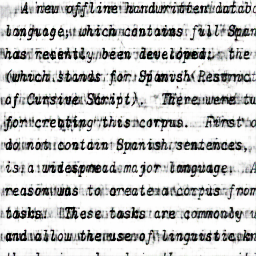 A new offline handwritten databa
language, which contains full Span
has recently been developed: the
(which stands for Spanish Restrict
of Cursive Script). There were tw
for creating this corpus. First o
do not contain Spanish sentences,
is a widespread major language. A
reason was to create a corpus from
tasks. These tasks are commonly u
and allow the use of linguistic kn